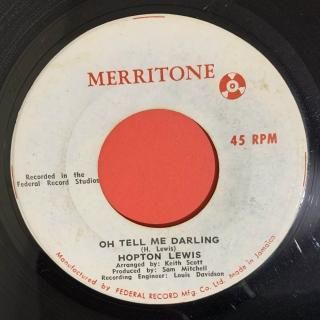 MERRITONE
Recorded in the
Federal Record Studios
45 RPM
OH TELL ME DARLING
(H. Lewis)
HOPTON LEWIS
Arranged by: Keith Scott
Produced by: Sam Mitchell
Recording Engineer: Louis Davidson
Manufactured by FEDERAL RECORD Mfg. Co. Ltd. Made in Jamaica